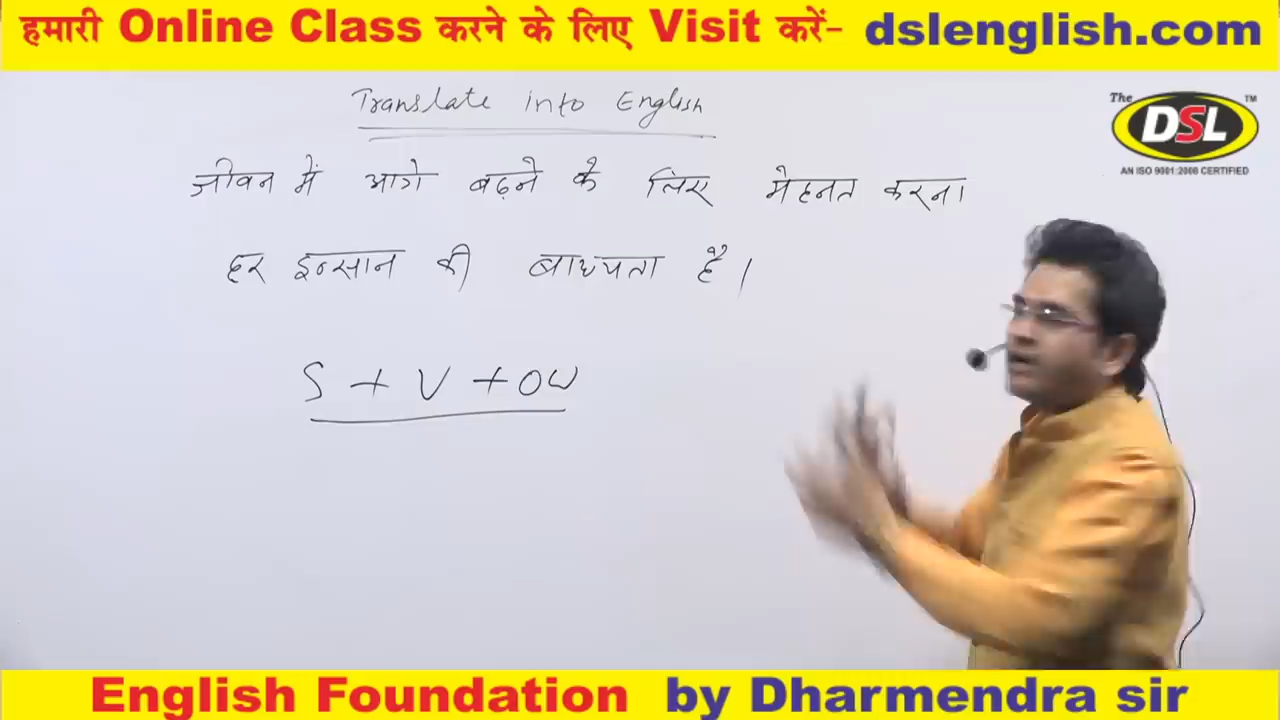 हमारी Online Class करने के लिए Visit करें- dslenglish.com
Translate into English
The DSL TM
AN ISO 9001:2008 CERTIFIED
जीवन में आगे बढ़ने के लिए मेहनत करना
हर इन्सान की बाध्यता है।
S + V + OW
English Foundation by Dharmendra sir